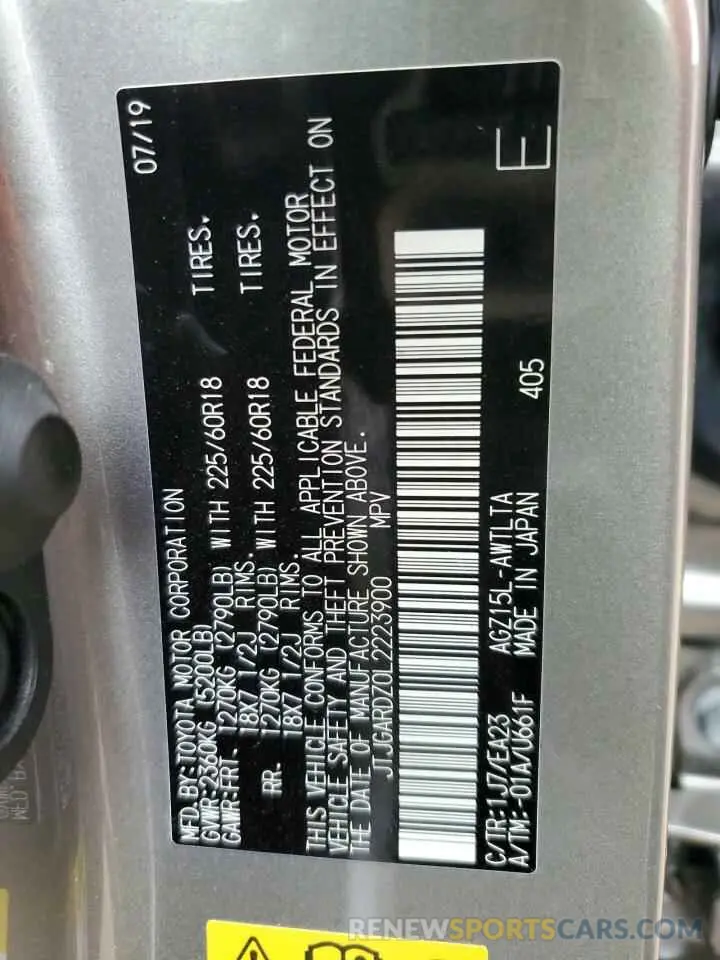 MFD. BY: TOYOTA MOTOR CORPORATION 07/19
GVWR: 2360KG (5200LB)
GAWR: FRT. 1270KG (2790LB) WITH 225/60R18 TIRES.
18X7 1/2J RIMS.
RR. 1270KG (2790LB) WITH 225/60R18 TIRES.
18X7 1/2J RIMS.
THIS VEHICLE CONFORMS TO ALL APPLICABLE FEDERAL MOTOR
VEHICLE SAFETY AND THEFT PREVENTION STANDARDS IN EFFECT ON
THE DATE OF MANUFACTURE SHOWN ABOVE.
JTJGARDZ0L2223900 MPV
C/TR: 1J7/EA23 AGZ15L-AWTLTA
A/TM: -01A/U661F MADE IN JAPAN 405
E
RENEWSPORTSCARS.COM